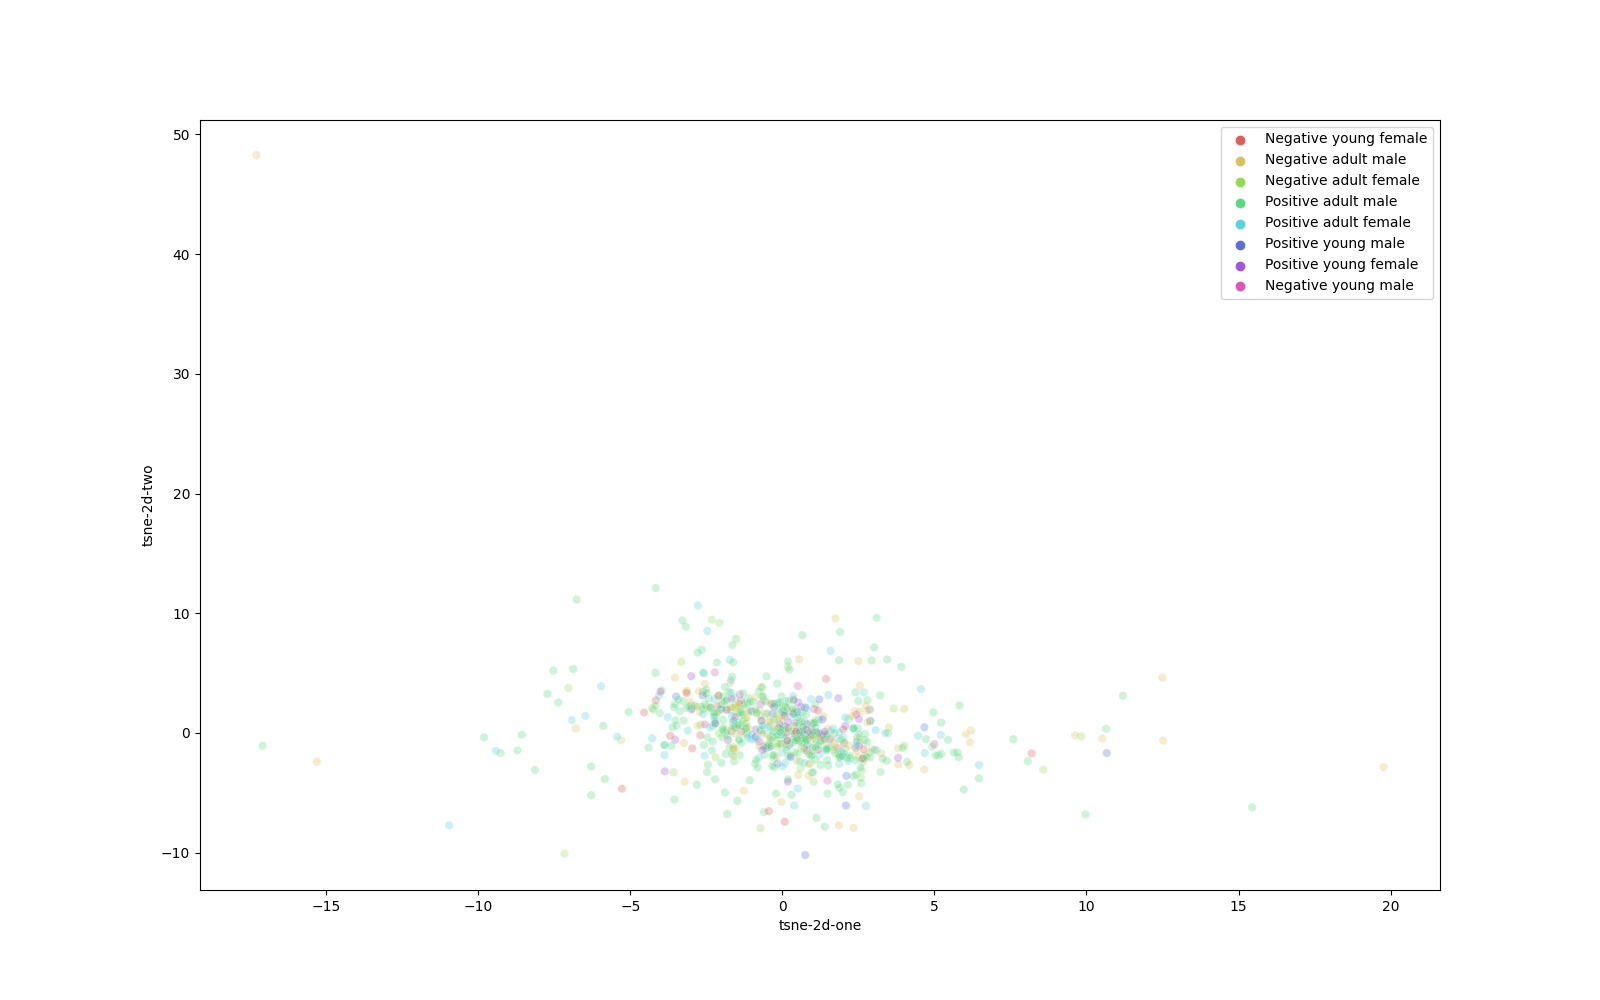 Negative young female
Negative adult male
Negative adult female
Positive adult male
Positive adult female
Positive young male
Positive young female
Negative young male
50
40
30
20
10
0
−10
tsne-2d-two
−15 −10 −5 0 5 10 15 20
tsne-2d-one